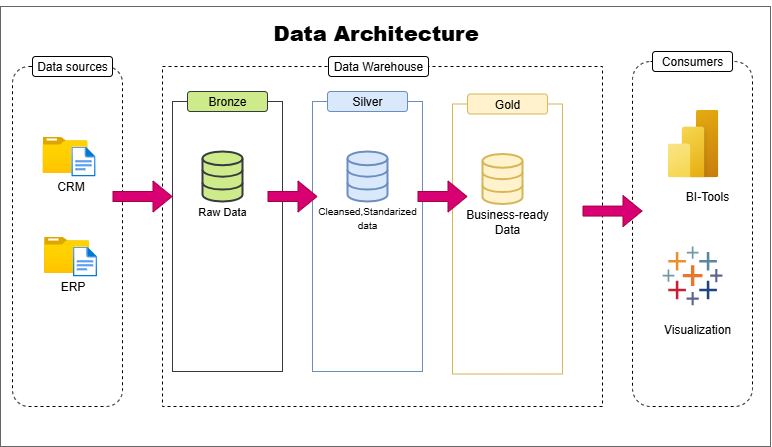 Data Architecture
Data sources
CRM
ERP
Data Warehouse
Bronze
Raw Data
Silver
Cleansed,Standarized
data
Gold
Business-ready
Data
Consumers
BI-Tools
Visualization